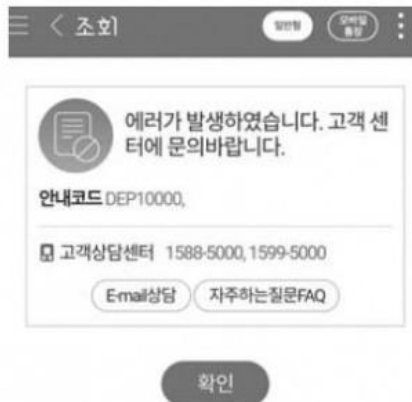 조회
일반형
모바일
통장
에러가 발생하였습니다. 고객 센
터에 문의바랍니다.
안내코드 DEP10000,
고객상담센터 1588-5000, 1599-5000
E-mail상담
자주하는질문FAQ
확인